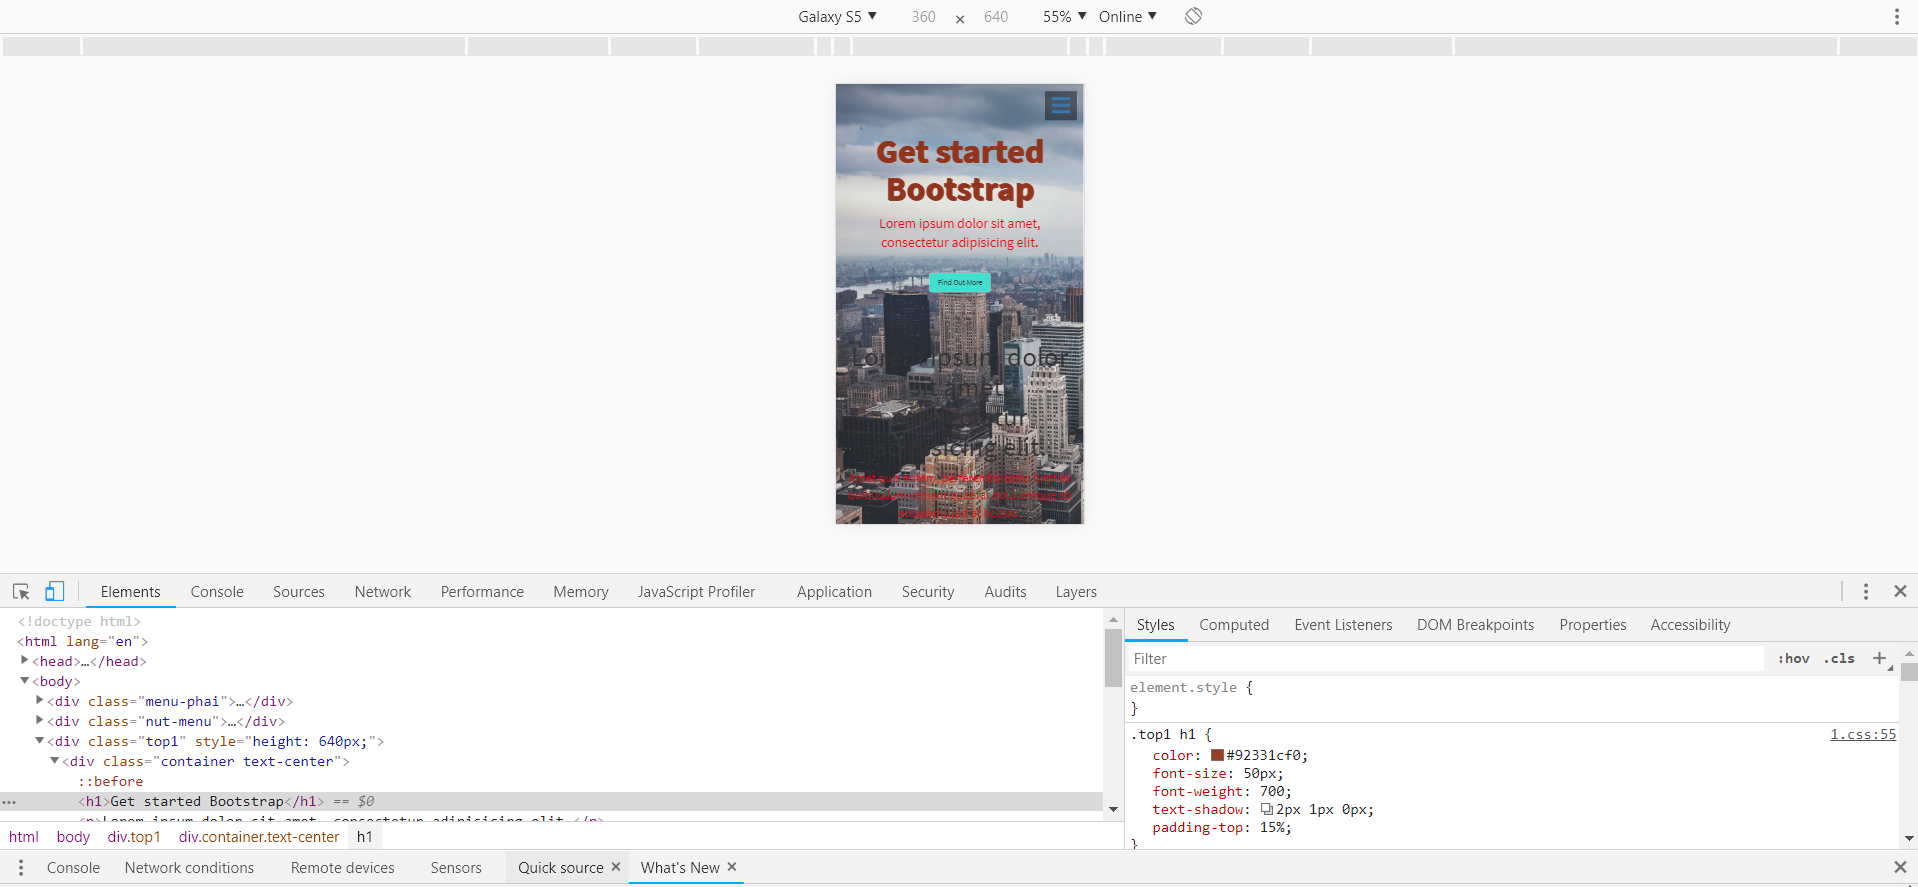 Galaxy S5 ▼ 360 × 640 55% ▼ Online ▼
Get started
Bootstrap
Lorem ipsum dolor sit amet,
consectetur adipisicing elit.
Find Out More
Lorem ipsum dolor
sit amet
Elements Console Sources Network Performance Memory JavaScript Profiler Application Security Audits Layers
<!doctype html>
<html lang="en">
▶<head>…</head>
▼<body>
▶<div class="menu-phai">…</div>
▶<div class="nut-menu">…</div>
▼<div class="top1" style="height: 640px;">
▼<div class="container text-center">
::before
<h1>Get started Bootstrap</h1> == $0
<p>Lorem ipsum dolor sit amet, consectetur adipisicing elit.</p>
html body div.top1 div.container.text-center h1
Styles Computed Event Listeners DOM Breakpoints Properties Accessibility
Filter :hov .cls +
element.style {
}
.top1 h1 { 1.css:55
color: #92331cf0;
font-size: 50px;
font-weight: 700;
text-shadow: 2px 1px 0px;
padding-top: 15%;
}
Console Network conditions Remote devices Sensors Quick source × What's New ×